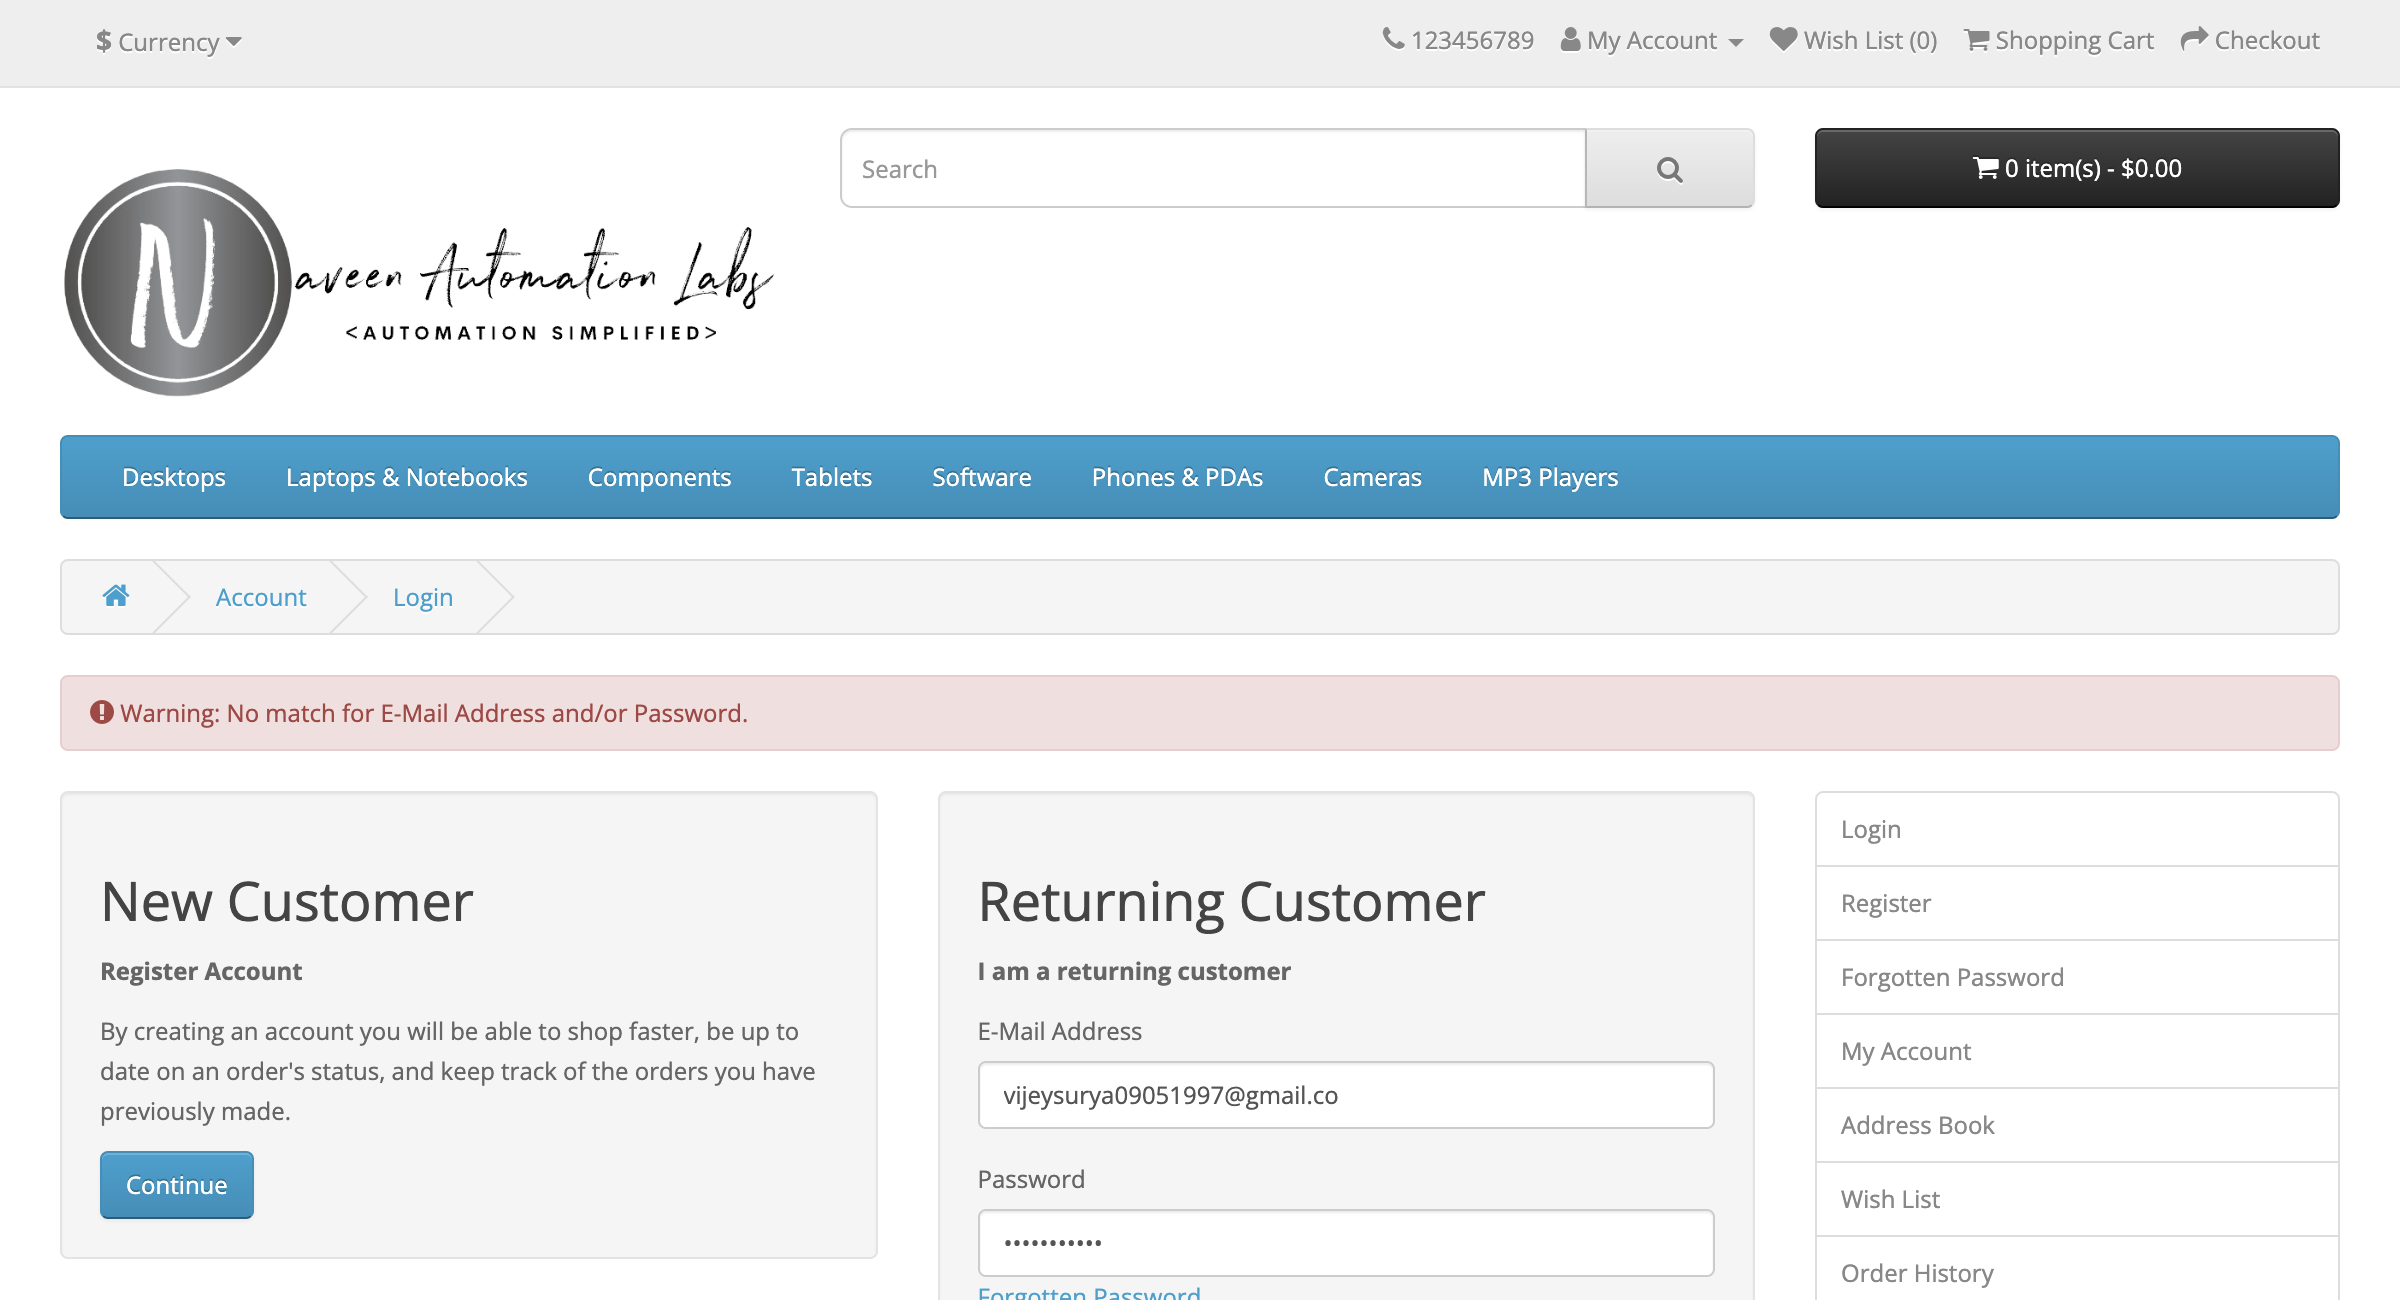 $ Currency
123456789 My Account Wish List (0) Shopping Cart Checkout
Search
0 item(s) - $0.00
N
aveen Automation Labs
<AUTOMATION SIMPLIFIED>
Desktops Laptops & Notebooks Components Tablets Software Phones & PDAs Cameras MP3 Players
Account Login
Warning: No match for E-Mail Address and/or Password.
New Customer
Register Account
By creating an account you will be able to shop faster, be up to
date on an order's status, and keep track of the orders you have
previously made.
Continue
Returning Customer
I am a returning customer
E-Mail Address
vijeysurya09051997@gmail.co
Password
•••••••••••
Forgotten Password
Login
Register
Forgotten Password
My Account
Address Book
Wish List
Order History